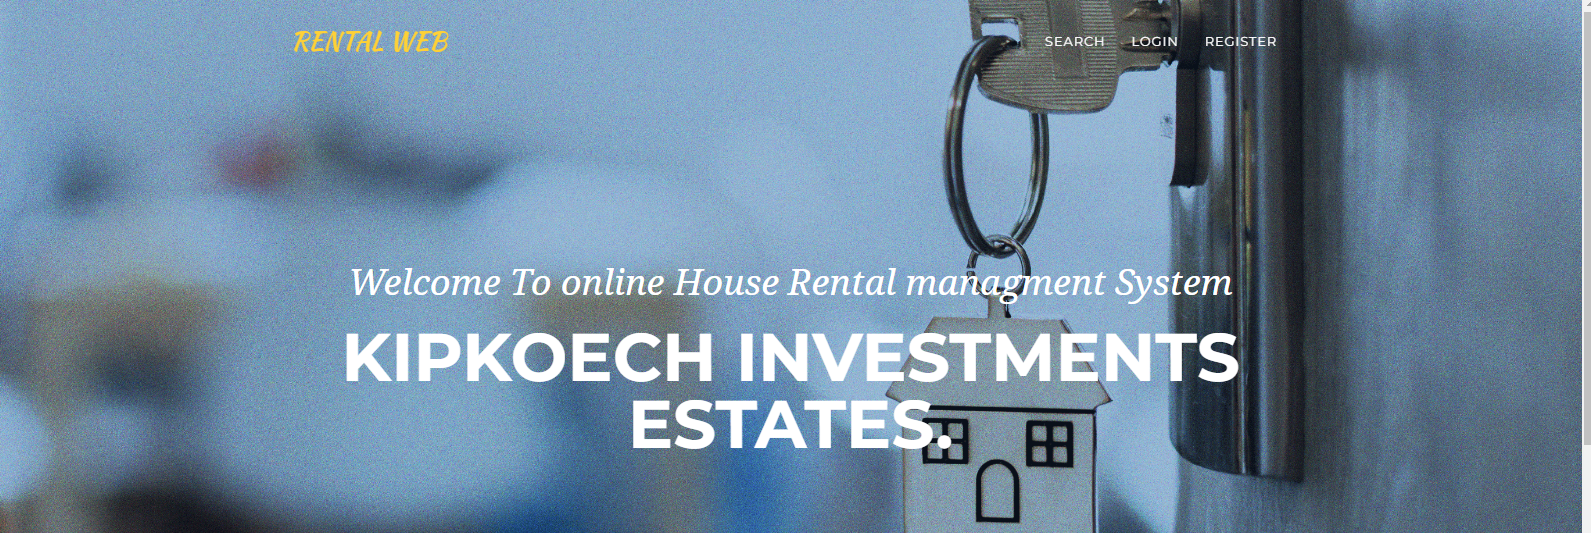 RENTAL WEB
SEARCH LOGIN REGISTER
Welcome To online House Rental managment System
KIPKOECH INVESTMENTS
ESTATES.